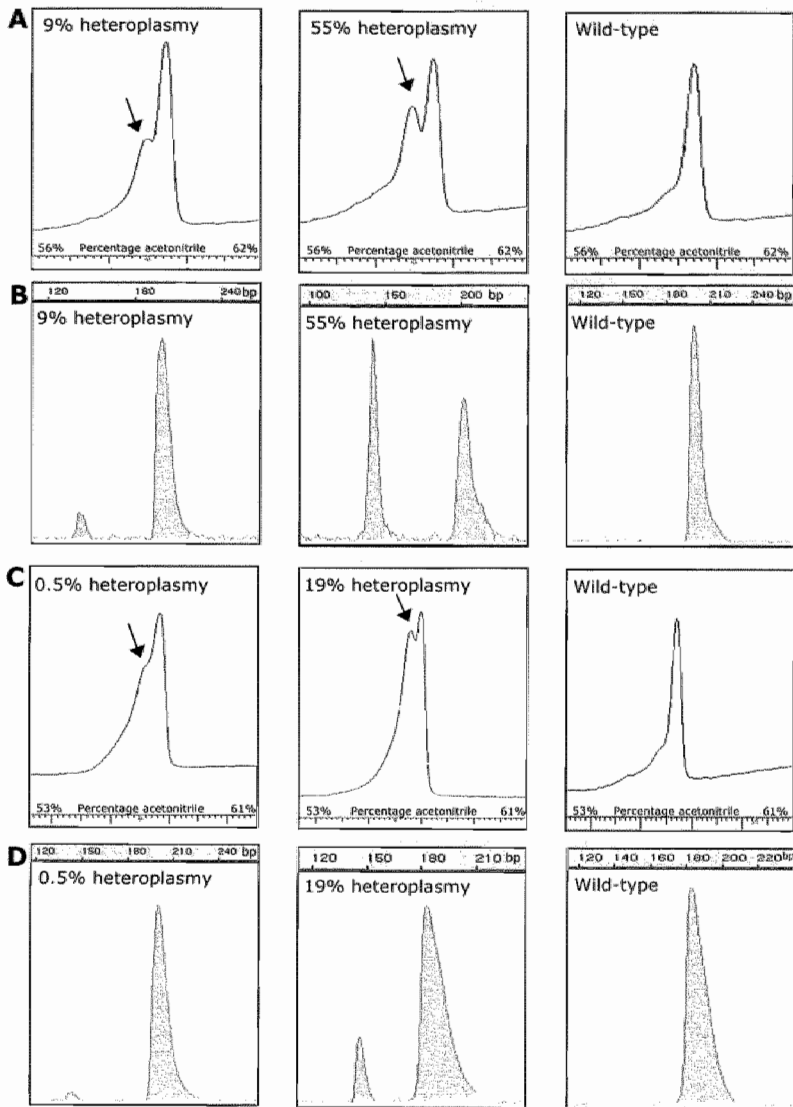 A
9% heteroplasmy
55% heteroplasmy
Wild-type
56% Percentage acetonitrile 62%
56% Percentage acetonitrile 62%
56% Percentage acetonitrile 62%
B
120 180 240 bp
100 150 200 bp
120 150 180 210 240 bp
9% heteroplasmy
55% heteroplasmy
Wild-type
C
0.5% heteroplasmy
19% heteroplasmy
Wild-type
53% Percentage acetonitrile 61%
53% Percentage acetonitrile 61%
53% Percentage acetonitrile 61%
D
120 150 180 210 240 bp
120 150 180 210 bp
120 140 160 180 200 220 bp
0.5% heteroplasmy
19% heteroplasmy
Wild-type